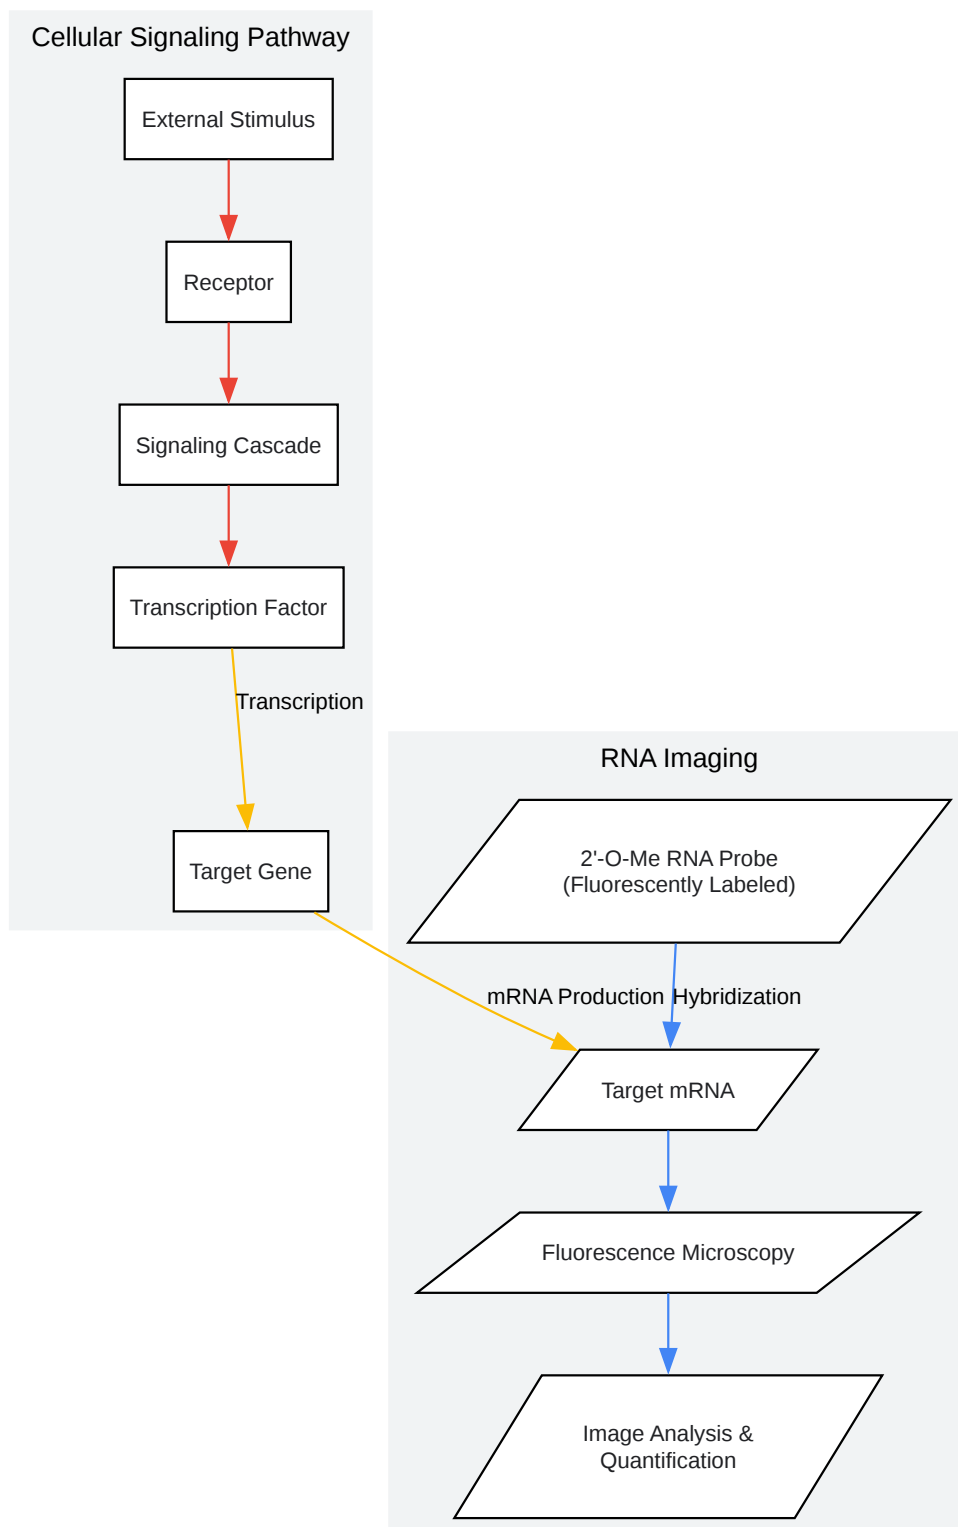 Cellular Signaling Pathway
External Stimulus
Receptor
Signaling Cascade
Transcription Factor
Transcription
Target Gene
RNA Imaging
2'-O-Me RNA Probe
(Fluorescently Labeled)
mRNA Production
Hybridization
Target mRNA
Fluorescence Microscopy
Image Analysis &
Quantification